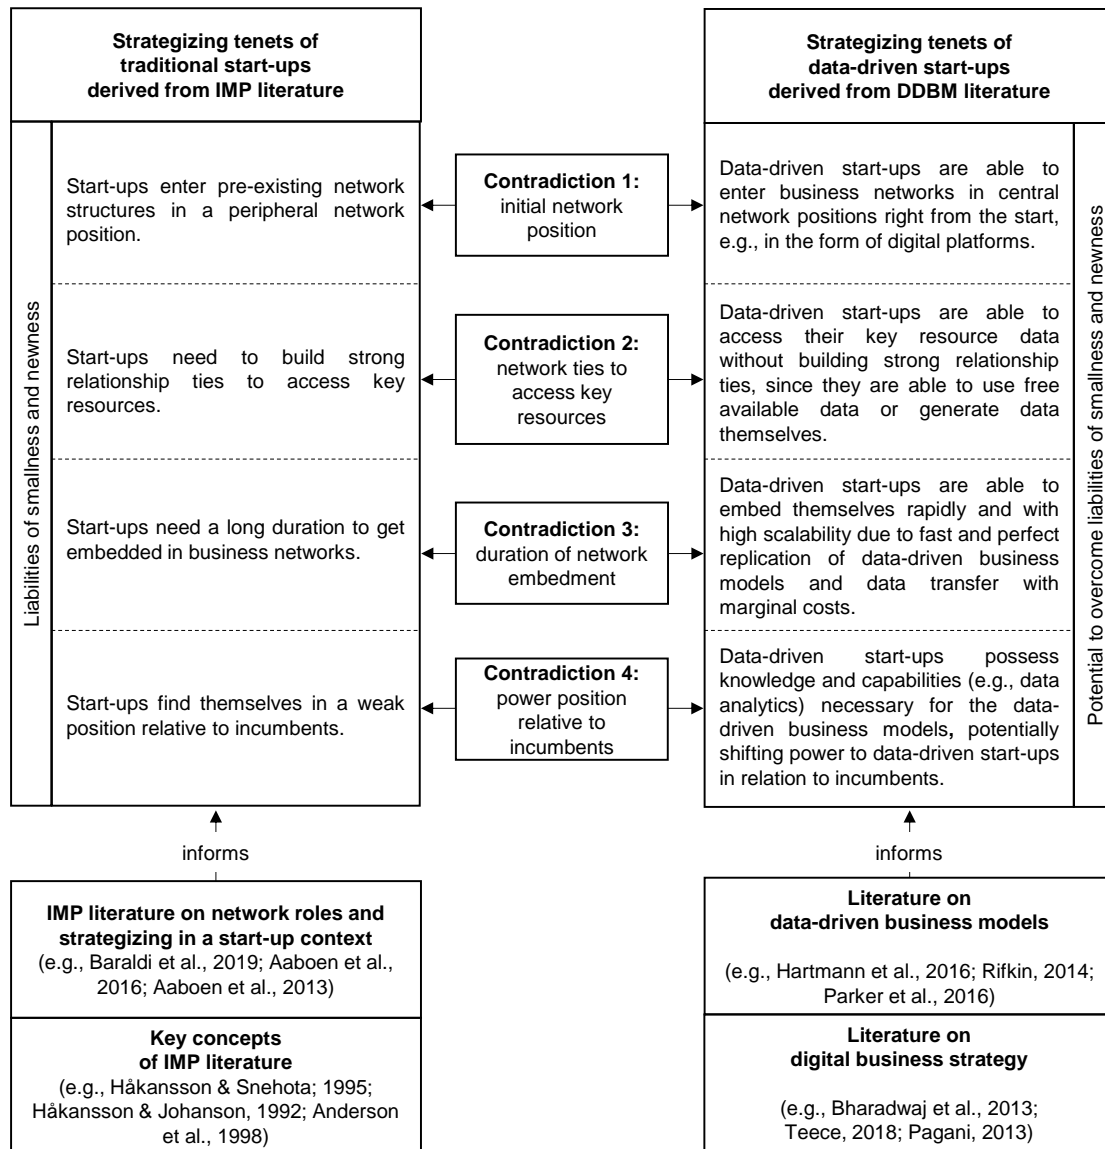 Strategizing tenets of
traditional start-ups
derived from IMP literature
Liabilities of smallness and newness
Start-ups enter pre-existing network
structures in a peripheral network
position.
Start-ups need to build strong
relationship ties to access key
resources.
Start-ups need a long duration to get
embedded in business networks.
Start-ups find themselves in a weak
position relative to incumbents.
Contradiction 1:
initial network
position
Contradiction 2:
network ties to
access key
resources
Contradiction 3:
duration of network
embedment
Contradiction 4:
power position
relative to
incumbents
Strategizing tenets of
data-driven start-ups
derived from DDBM literature
Data-driven start-ups are able to
enter business networks in central
network positions right from the start,
e.g., in the form of digital platforms.
Data-driven start-ups are able to
access their key resource data
without building strong relationship
ties, since they are able to use free
available data or generate data
themselves.
Data-driven start-ups are able to
embed themselves rapidly and with
high scalability due to fast and perfect
replication of data-driven business
models and data transfer with
marginal costs.
Data-driven start-ups possess
knowledge and capabilities (e.g., data
analytics) necessary for the data-
driven business models, potentially
shifting power to data-driven start-ups
in relation to incumbents.
Potential to overcome liabilities of smallness and newness
informs
informs
IMP literature on network roles and
strategizing in a start-up context
(e.g., Baraldi et al., 2019; Aaboen et al.,
2016; Aaboen et al., 2013)
Key concepts
of IMP literature
(e.g., Håkansson & Snehota; 1995;
Håkansson & Johanson, 1992; Anderson
et al., 1998)
Literature on
data-driven business models
(e.g., Hartmann et al., 2016; Rifkin, 2014;
Parker et al., 2016)
Literature on
digital business strategy
(e.g., Bharadwaj et al., 2013;
Teece, 2018; Pagani, 2013)